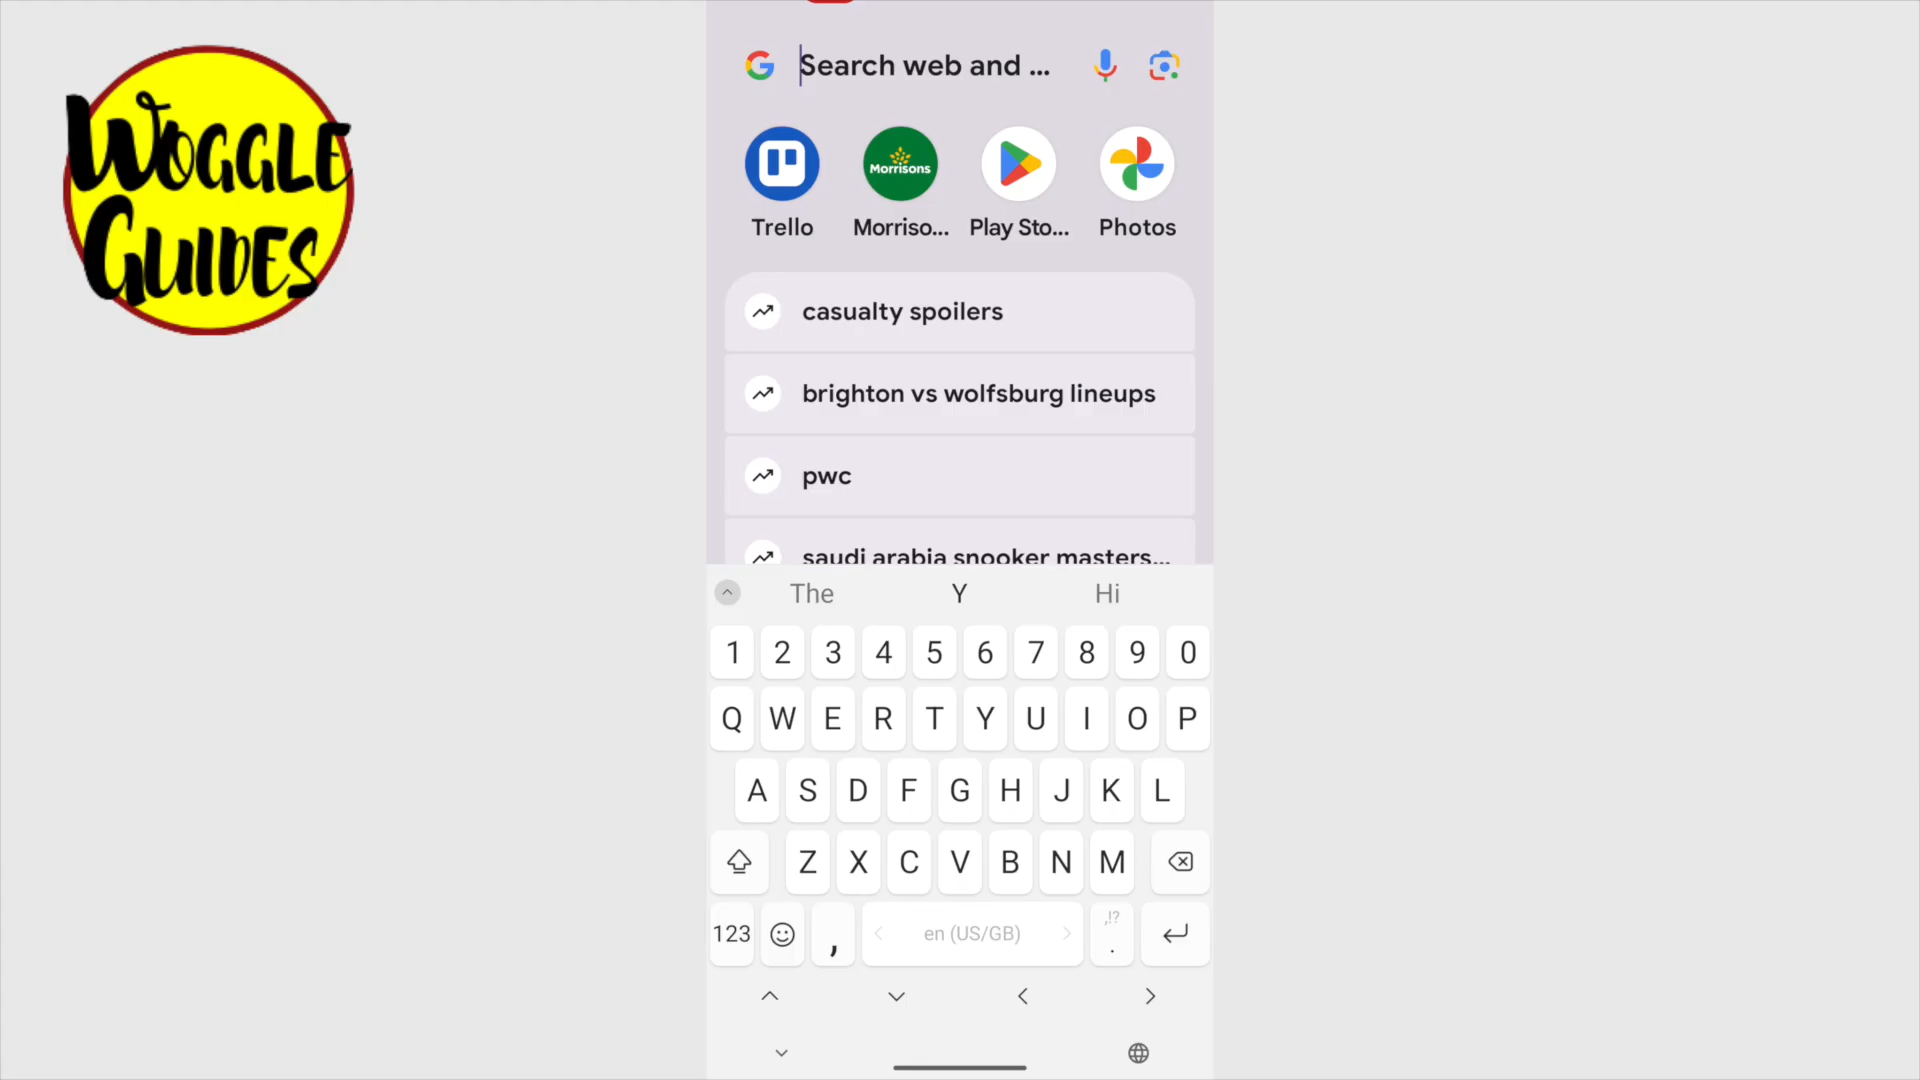 WOGGLE
GUIDES
Search web and ...
Morrisons
Trello
Morriso...
Play Sto...
Photos
casualty spoilers
brighton vs wolfsburg lineups
pwc
saudi arabia snooker masters...
The Y Hi
1 2 3 4 5 6 7 8 9 0
Q W E R T Y U I O P
A S D F G H J K L
Z X C V B N M
123 , en (US/GB) ,!? .